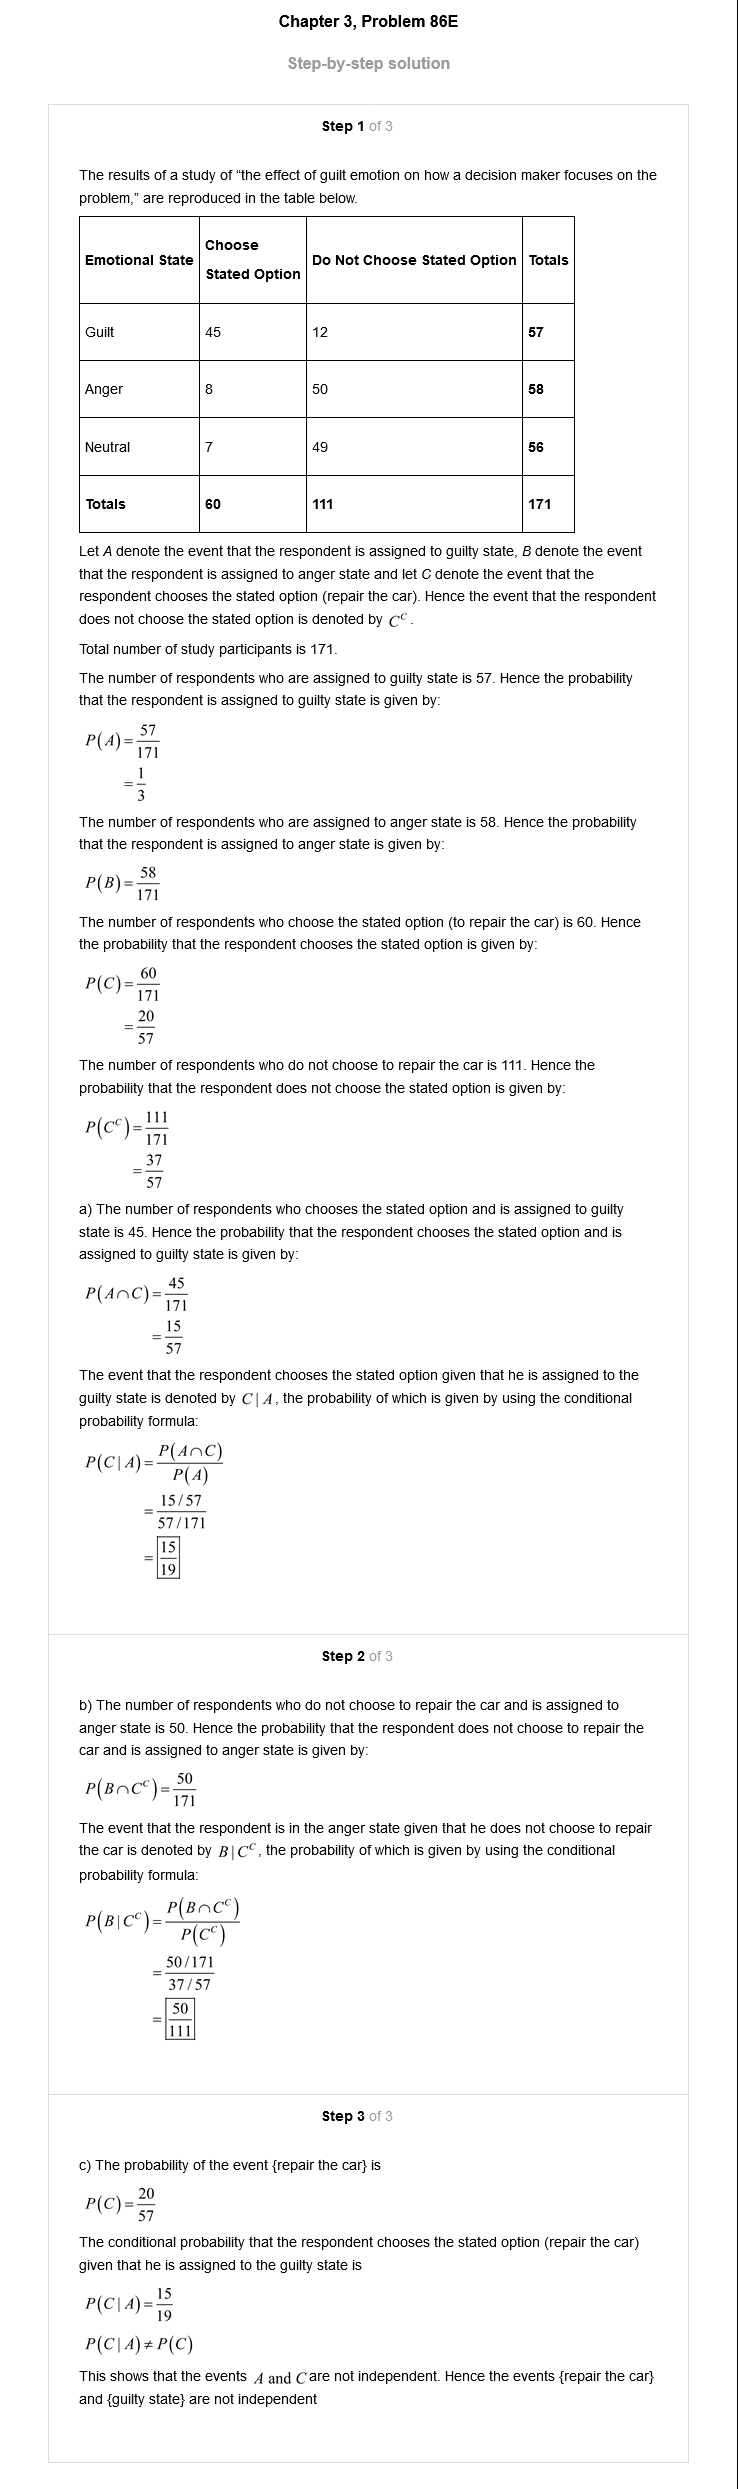 Chapter 3, Problem 86E
Step-by-step solution
Step 1 of 3
The results of a study of "the effect of guilt emotion on how a decision maker focuses on the
problem," are reproduced in the table below.
Emotional State | Choose Stated Option | Do Not Choose Stated Option | Totals
Guilt | 45 | 12 | 57
Anger | 8 | 50 | 58
Neutral | 7 | 49 | 56
Totals | 60 | 111 | 171
Let A denote the event that the respondent is assigned to guilty state, B denote the event
that the respondent is assigned to anger state and let C denote the event that the
respondent chooses the stated option (repair the car). Hence the event that the respondent
does not choose the stated option is denoted by C^C .
Total number of study participants is 171.
The number of respondents who are assigned to guilty state is 57. Hence the probability
that the respondent is assigned to guilty state is given by:
P(A)=57/171
=1/3
The number of respondents who are assigned to anger state is 58. Hence the probability
that the respondent is assigned to anger state is given by:
P(B)=58/171
The number of respondents who choose the stated option (to repair the car) is 60. Hence
the probability that the respondent chooses the stated option is given by:
P(C)=60/171
=20/57
The number of respondents who do not choose to repair the car is 111. Hence the
probability that the respondent does not choose the stated option is given by:
P(C^C)=111/171
=37/57
a) The number of respondents who chooses the stated option and is assigned to guilty
state is 45. Hence the probability that the respondent chooses the stated option and is
assigned to guilty state is given by:
P(A∩C)=45/171
=15/57
The event that the respondent chooses the stated option given that he is assigned to the
guilty state is denoted by C|A, the probability of which is given by using the conditional
probability formula:
P(C|A)=P(A∩C)/P(A)
=(15/57)/(57/171)
=15/19
Step 2 of 3
b) The number of respondents who do not choose to repair the car and is assigned to
anger state is 50. Hence the probability that the respondent does not choose to repair the
car and is assigned to anger state is given by:
P(B∩C^C)=50/171
The event that the respondent is in the anger state given that he does not choose to repair
the car is denoted by B|C^C, the probability of which is given by using the conditional
probability formula:
P(B|C^C)=P(B∩C^C)/P(C^C)
=(50/171)/(37/57)
=50/111
Step 3 of 3
c) The probability of the event {repair the car} is
P(C)=20/57
The conditional probability that the respondent chooses the stated option (repair the car)
given that he is assigned to the guilty state is
P(C|A)=15/19
P(C|A)≠P(C)
This shows that the events A and C are not independent. Hence the events {repair the car}
and {guilty state} are not independent